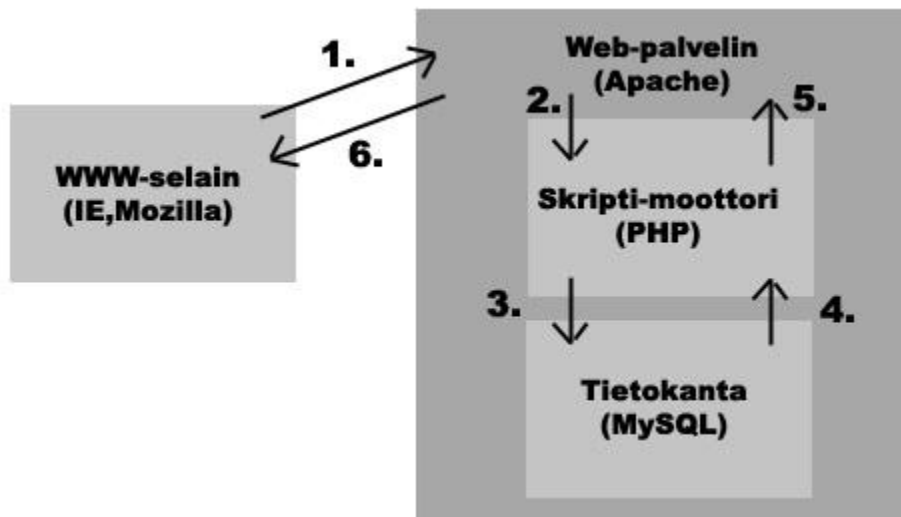 1.
6.
WWW-selain
(IE,Mozilla)
Web-palvelin
(Apache)
2.
5.
Skripti-moottori
(PHP)
3.
4.
Tietokanta
(MySQL)